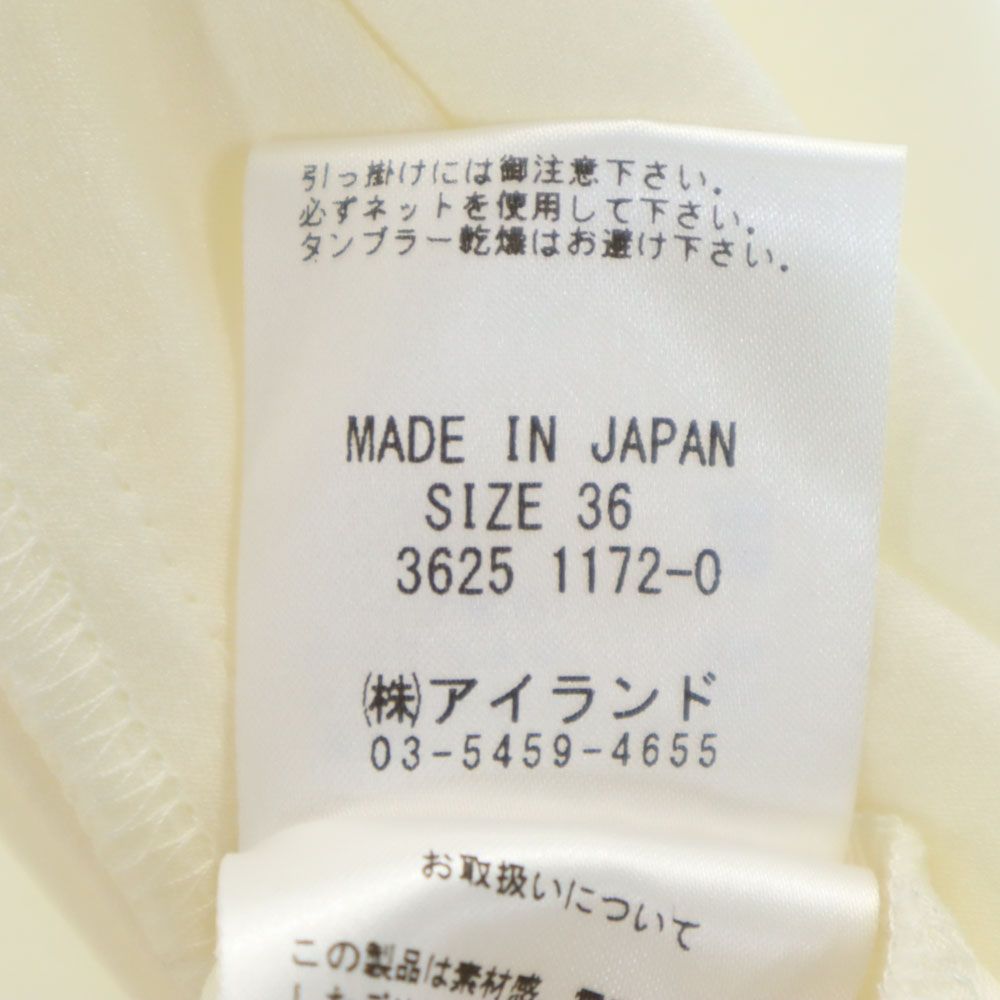 引っ掛けには御注意下さい.
必ずネットを使用して下さい.
タンブラー乾燥はお避け下さい.
MADE IN JAPAN
SIZE 36
3625 1172-0
㈱アイランド
03-5459-4655
お取扱いについて
この製品は素材感